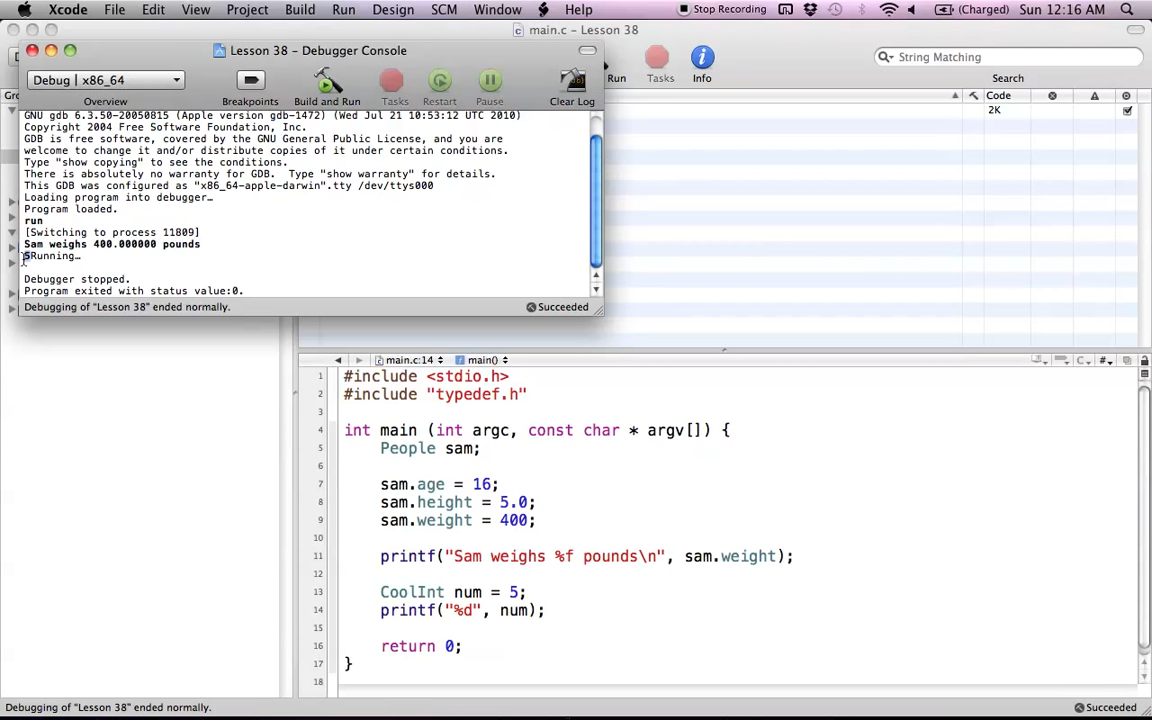 Xcode File Edit View Project Build Run Design SCM Window Help Stop Recording (Charged) Sun 12:16 AM
main.c - Lesson 38
Lesson 38 - Debugger Console
Debug | x86_64
Overview Breakpoints Build and Run Tasks Restart Pause Clear Log
Run Tasks Info
String Matching
Search
Code
2K
GNU gdb 6.3.50-20050815 (Apple version gdb-1472) (Wed Jul 21 10:53:12 UTC 2010)
Copyright 2004 Free Software Foundation, Inc.
GDB is free software, covered by the GNU General Public License, and you are
welcome to change it and/or distribute copies of it under certain conditions.
Type "show copying" to see the conditions.
There is absolutely no warranty for GDB.  Type "show warranty" for details.
This GDB was configured as "x86_64-apple-darwin".tty /dev/ttys000
Loading program into debugger…
Program loaded.
run
[Switching to process 11809]
Sam weighs 400.000000 pounds
5Running…
Debugger stopped.
Program exited with status value:0.
Debugging of "Lesson 38" ended normally. Succeeded
main.c:14 main()
1 #include <stdio.h>
2 #include "typedef.h"
3
4 int main (int argc, const char * argv[]) {
5 People sam;
6
7 sam.age = 16;
8 sam.height = 5.0;
9 sam.weight = 400;
10
11 printf("Sam weighs %f pounds\n", sam.weight);
12
13 CoolInt num = 5;
14 printf("%d", num);
15
16 return 0;
17 }
18
Debugging of "Lesson 38" ended normally. Succeeded